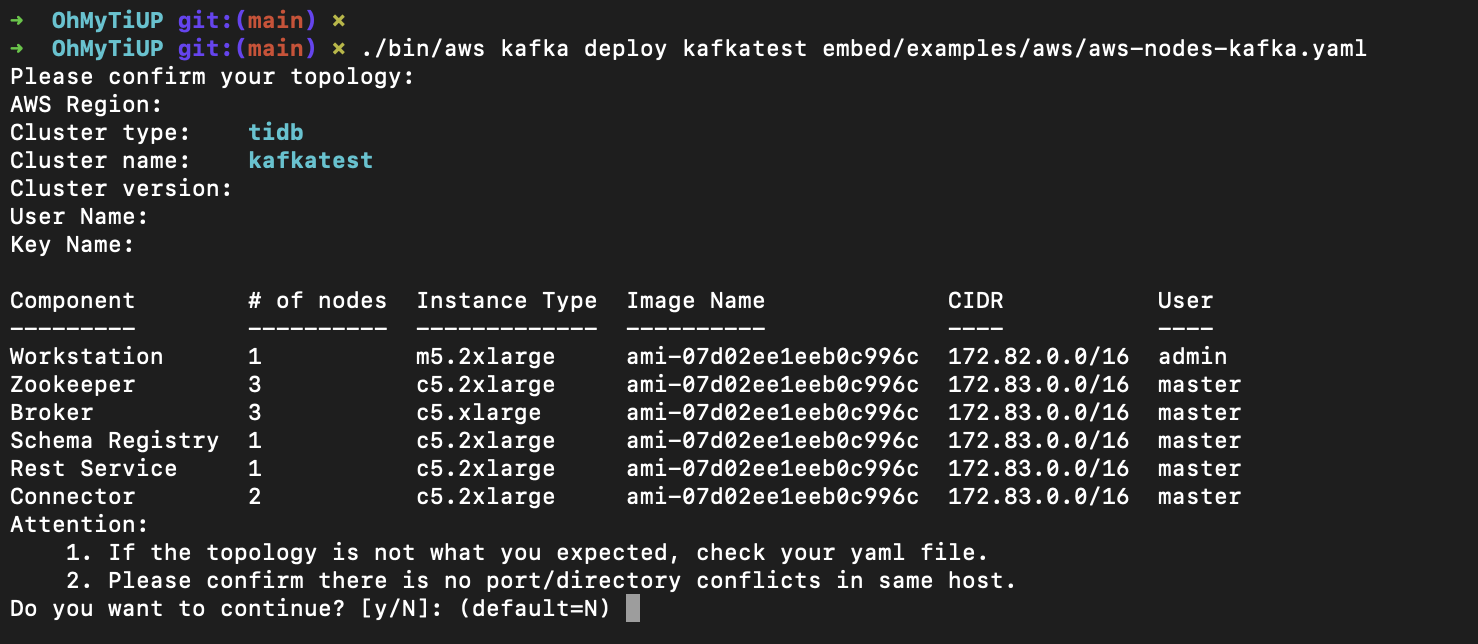 ➜  OhMyTiUP git:(main) ✗
➜  OhMyTiUP git:(main) ✗ ./bin/aws kafka deploy kafkatest embed/examples/aws/aws-nodes-kafka.yaml
Please confirm your topology:
AWS Region:
Cluster type:    tidb
Cluster name:    kafkatest
Cluster version:
User Name:
Key Name:

Component        # of nodes  Instance Type  Image Name             CIDR           User
---------        ----------  -------------  ----------             ----           ----
Workstation      1           m5.2xlarge     ami-07d02ee1eeb0c996c  172.82.0.0/16  admin
Zookeeper        3           c5.2xlarge     ami-07d02ee1eeb0c996c  172.83.0.0/16  master
Broker           3           c5.xlarge      ami-07d02ee1eeb0c996c  172.83.0.0/16  master
Schema Registry  1           c5.2xlarge     ami-07d02ee1eeb0c996c  172.83.0.0/16  master
Rest Service     1           c5.2xlarge     ami-07d02ee1eeb0c996c  172.83.0.0/16  master
Connector        2           c5.2xlarge     ami-07d02ee1eeb0c996c  172.83.0.0/16  master
Attention:
    1. If the topology is not what you expected, check your yaml file.
    2. Please confirm there is no port/directory conflicts in same host.
Do you want to continue? [y/N]: (default=N)